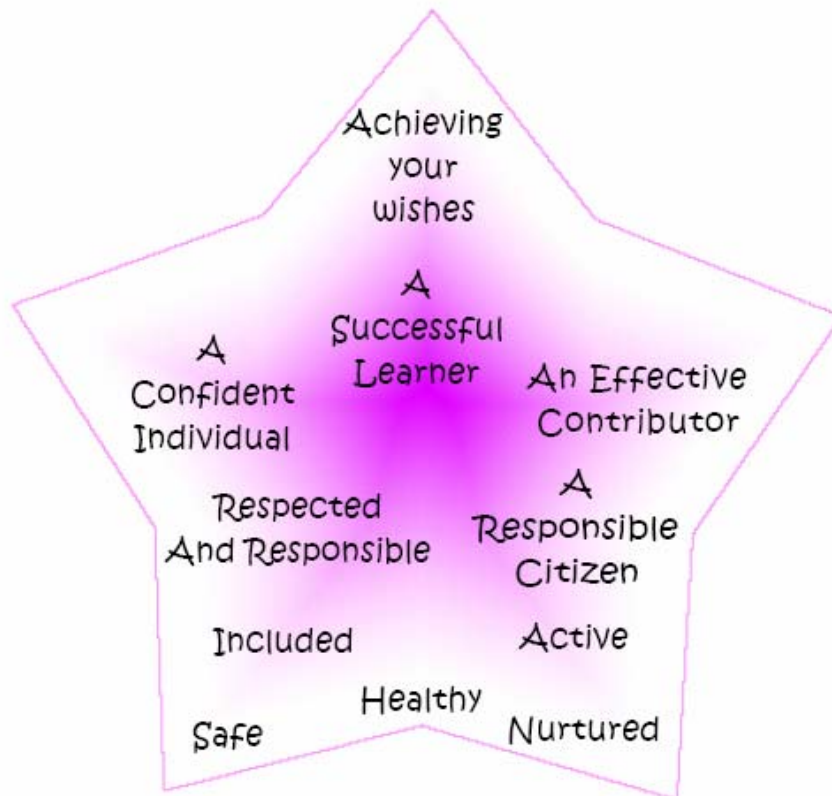 Achieving
your
wishes
A
Successful
Learner
A
Confident
Individual
An Effective
Contributor
Respected
And Responsible
A
Responsible
Citizen
Included
Active
Healthy
Safe
Nurtured